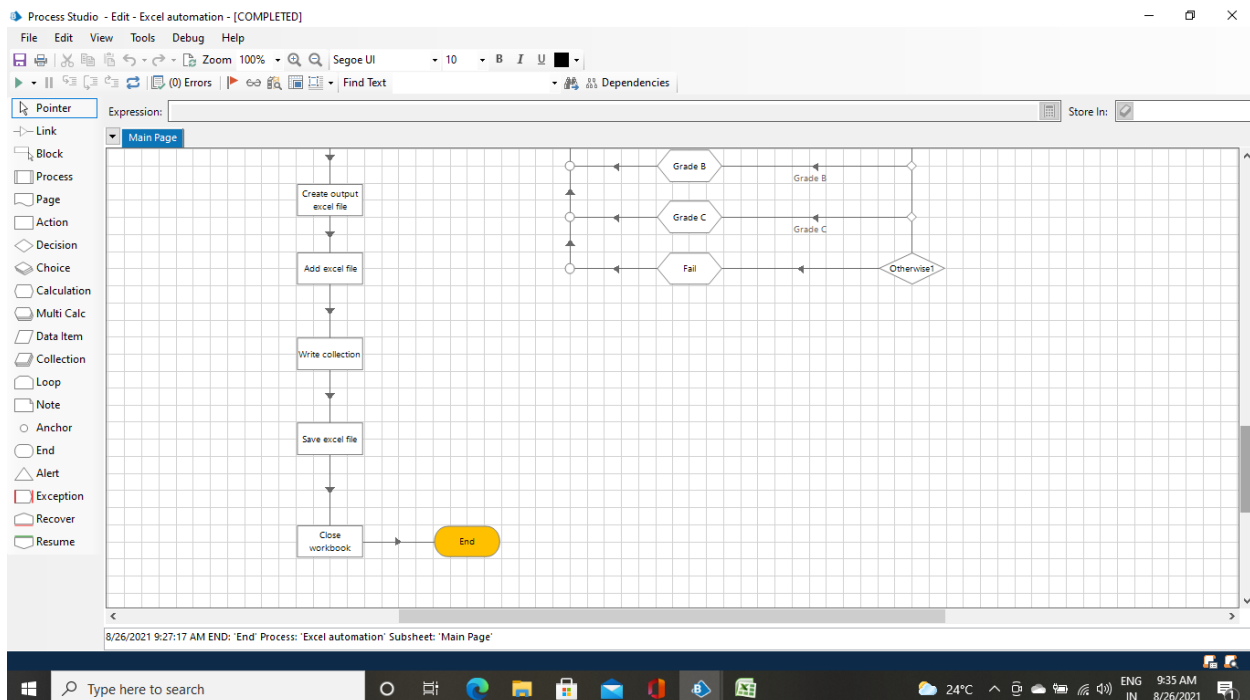 Process Studio - Edit - Excel automation - [COMPLETED]
File Edit View Tools Debug Help
Zoom 100% Segoe UI 10 B I U
(0) Errors Find Text Dependencies
Pointer
Expression: Store In:
Link
Main Page
Block
Process
Page
Action
Decision
Choice
Calculation
Multi Calc
Data Item
Collection
Loop
Note
Anchor
End
Alert
Exception
Recover
Resume
Create output
excel file
Add excel file
Write collection
Save excel file
Close
workbook
End
Grade B
Grade B
Grade C
Grade C
Fail
Otherwise1
8/26/2021 9:27:17 AM END: 'End' Process: 'Excel automation' Subsheet: 'Main Page'
Type here to search
24°C
ENG
IN
9:35 AM
8/26/2021